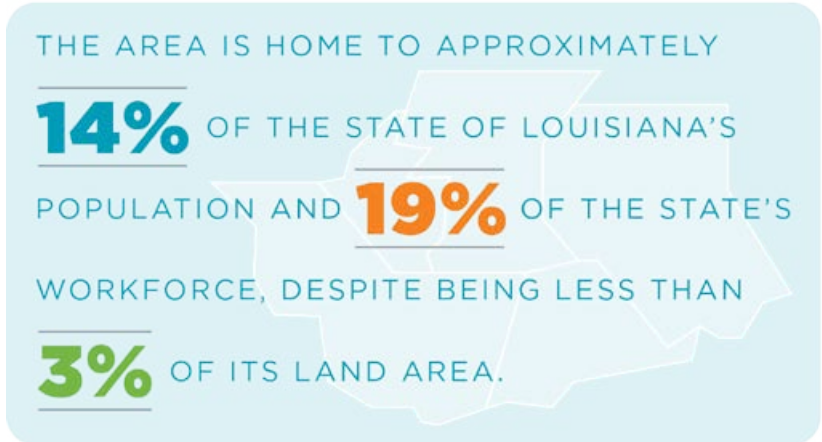 THE AREA IS HOME TO APPROXIMATELY
14% OF THE STATE OF LOUISIANA'S
POPULATION AND 19% OF THE STATE'S
WORKFORCE, DESPITE BEING LESS THAN
3% OF ITS LAND AREA.